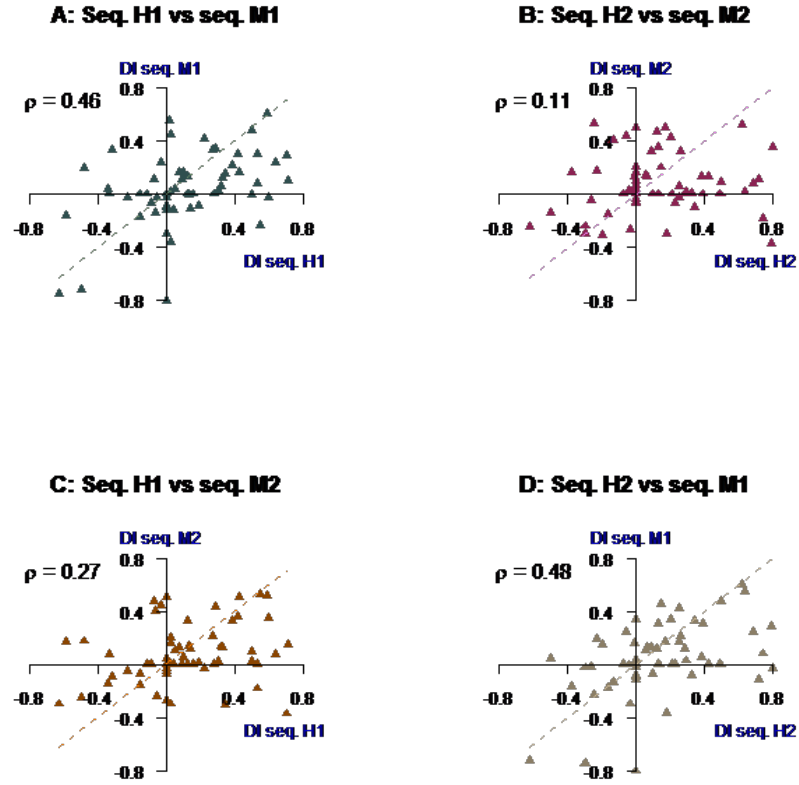 A: Seq. H1 vs seq. M1
B: Seq. H2 vs seq. M2
DI seq. M1
DI seq. M2
ρ = 0.46
0.8
ρ = 0.11
0.8
0.4
0.4
-0.8 -0.4 0.4 0.8
-0.8 -0.4 0.4 0.8
-0.4
-0.4
DI seq. H1
DI seq. H2
-0.8
-0.8
C: Seq. H1 vs seq. M2
D: Seq. H2 vs seq. M1
DI seq. M2
DI seq. M1
ρ = 0.27
0.8
ρ = 0.48
0.8
0.4
0.4
-0.8 -0.4 0.4 0.8
-0.8 -0.4 0.4 0.8
-0.4
-0.4
DI seq. H1
DI seq. H2
-0.8
-0.8